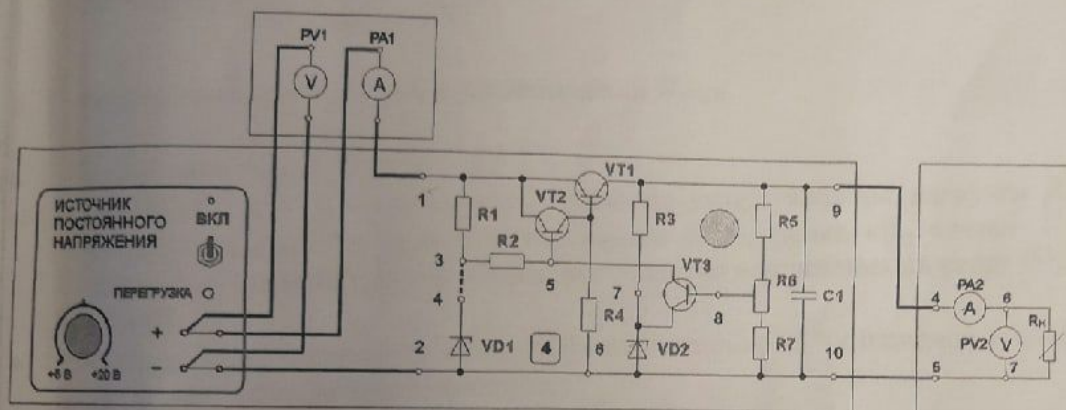 PV1 PA1
V A
ИСТОЧНИК
ПОСТОЯННОГО
НАПРЯЖЕНИЯ
ВКЛ
ПЕРЕГРУЗКА
+
−
+8 В +20 В
1
VT1
VT2
R1
R3
R5
9
R2
3
5
VT3
4
7
8
R6
C1
R4
2
VD1
4
6
VD2
R7
10
4
PA2
A
6
RН
PV2
V
5
7